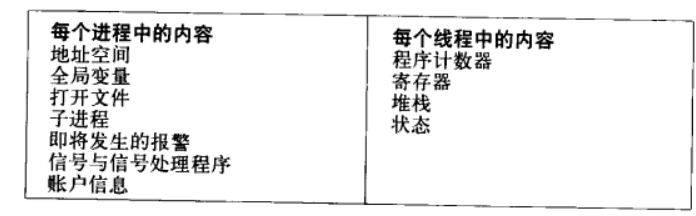 每个进程中的内容
地址空间
全局变量
打开文件
子进程
即将发生的报警
信号与信号处理程序
账户信息
每个线程中的内容
程序计数器
寄存器
堆栈
状态